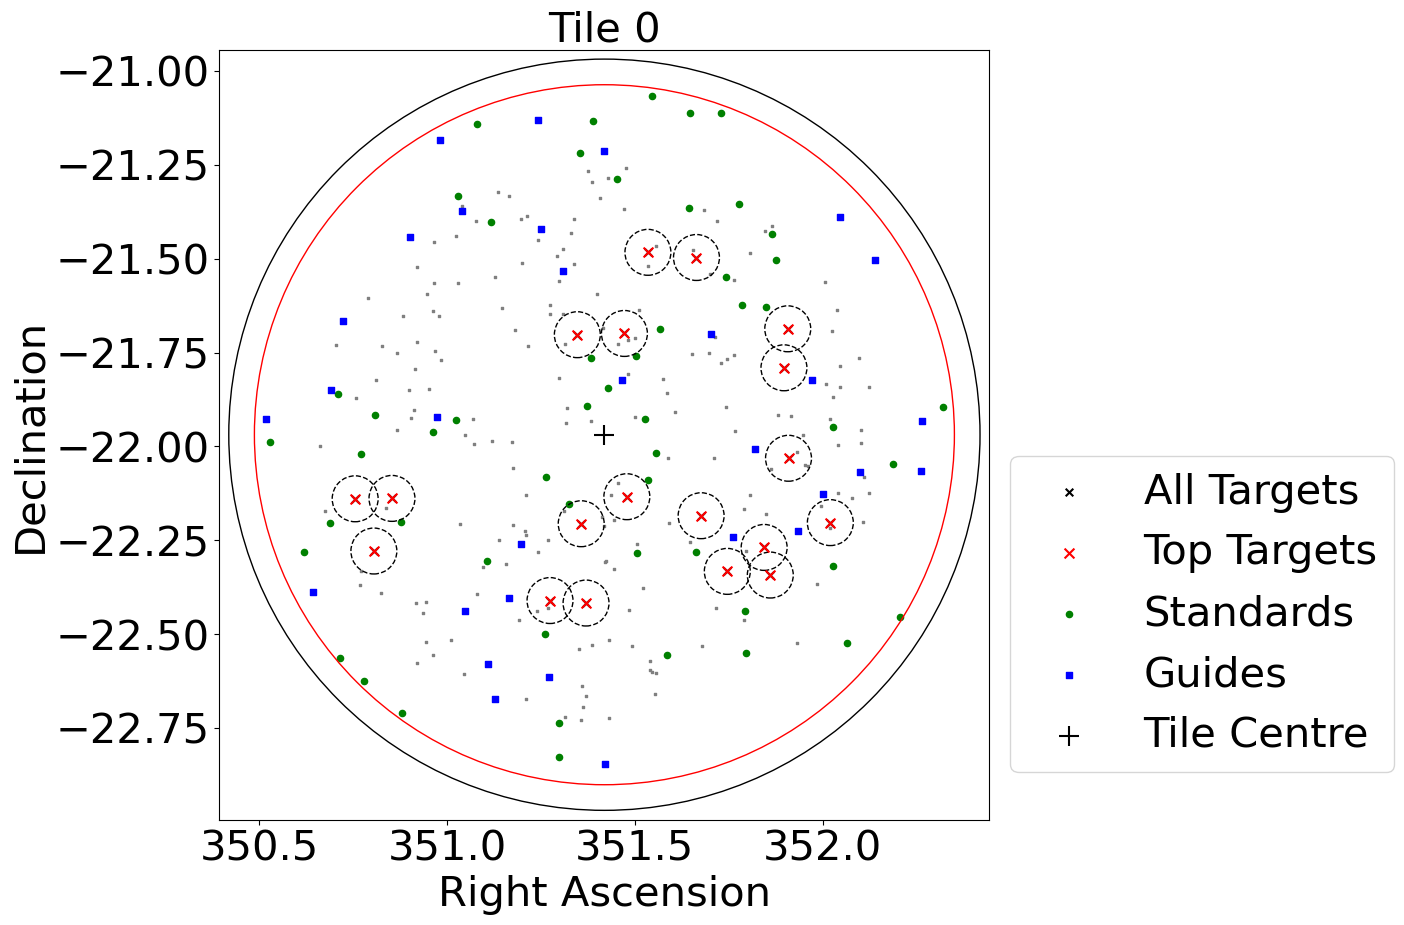 Tile 0
Declination
−21.00
−21.25
−21.50
−21.75
−22.00
−22.25
−22.50
−22.75
350.5
351.0
351.5
352.0
Right Ascension
All Targets
Top Targets
Standards
Guides
Tile Centre